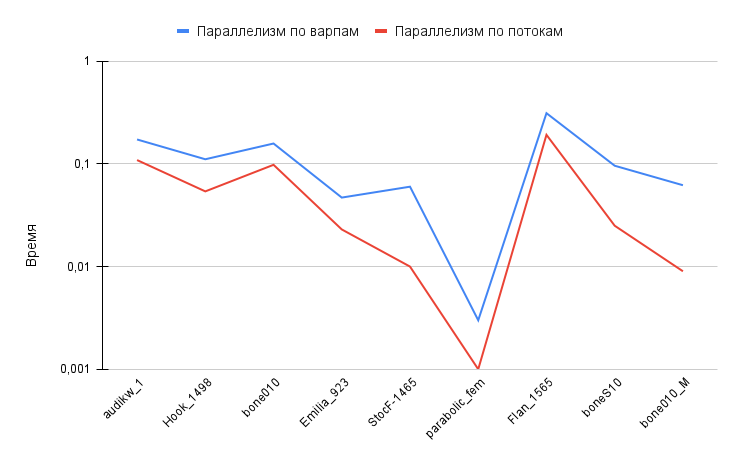 Параллелизм по варпам Параллелизм по потокам
1
0,1
0,01
0,001
Время
audikw_1
Hook_1498
bone010
Emilia_923
StocF-1465
parabolic_fem
Flan_1565
boneS10
bone010_M